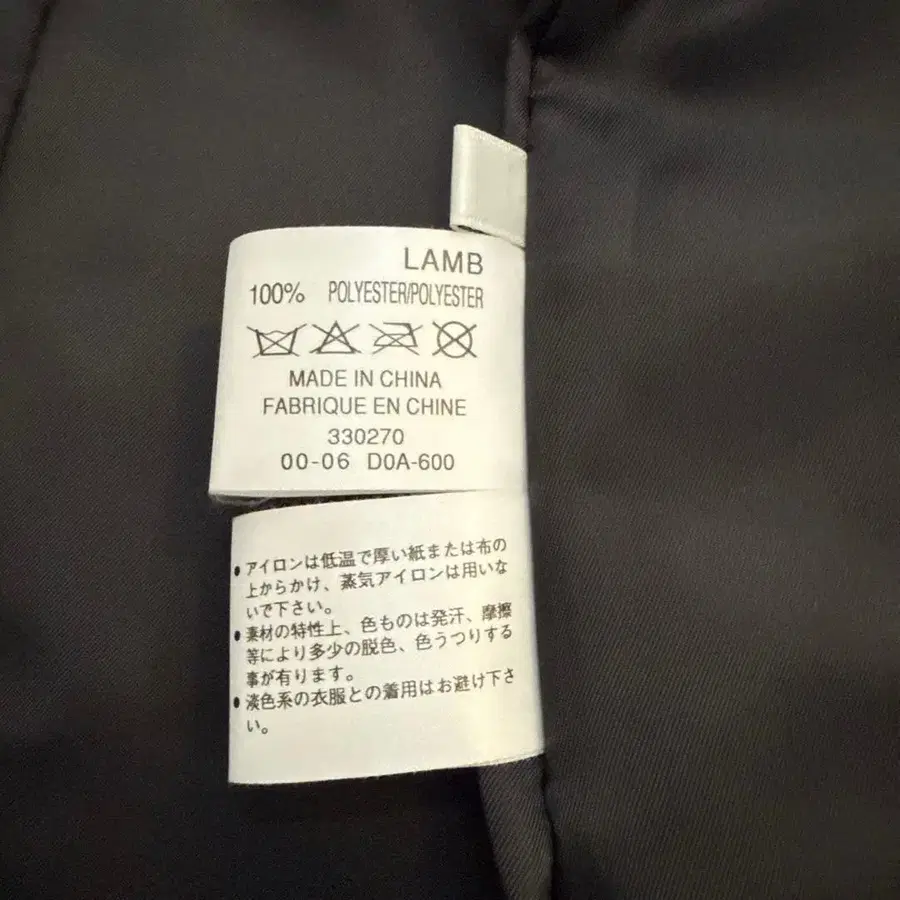 LAMB
100% POLYESTER/POLYESTER
MADE IN CHINA
FABRIQUE EN CHINE
330270
00-06 D0A-600
●アイロンは低温で厚い紙または布の
上からかけ、蒸気アイロンは用いな
いで下さい。
●素材の特性上、色ものは発汗、摩擦
等により多少の脱色、色うつりする
事が有ります。
●淡色系の衣服との着用はお避け下さ
い。